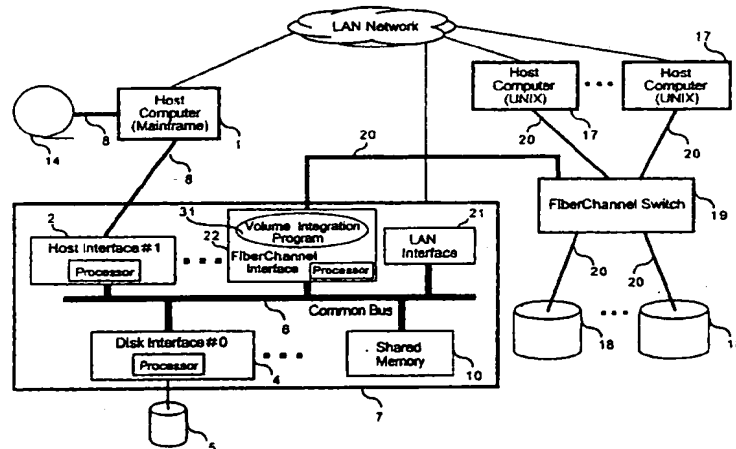 LAN Network
17
Host
Computer
(UNIX)
Host
Computer
(UNIX)
17
Host
Computer
(Mainframe)
14
8
1
8
20
20
20
FiberChannel Switch
19
2
31
22
Volume Integration
Program
21
Host Interface #1
Processor
FiberChannel
Interface
Processor
LAN
Interface
20
20
6
Common Bus
18
Disk Interface #0
Processor
4
Shared
Memory
10
7
5